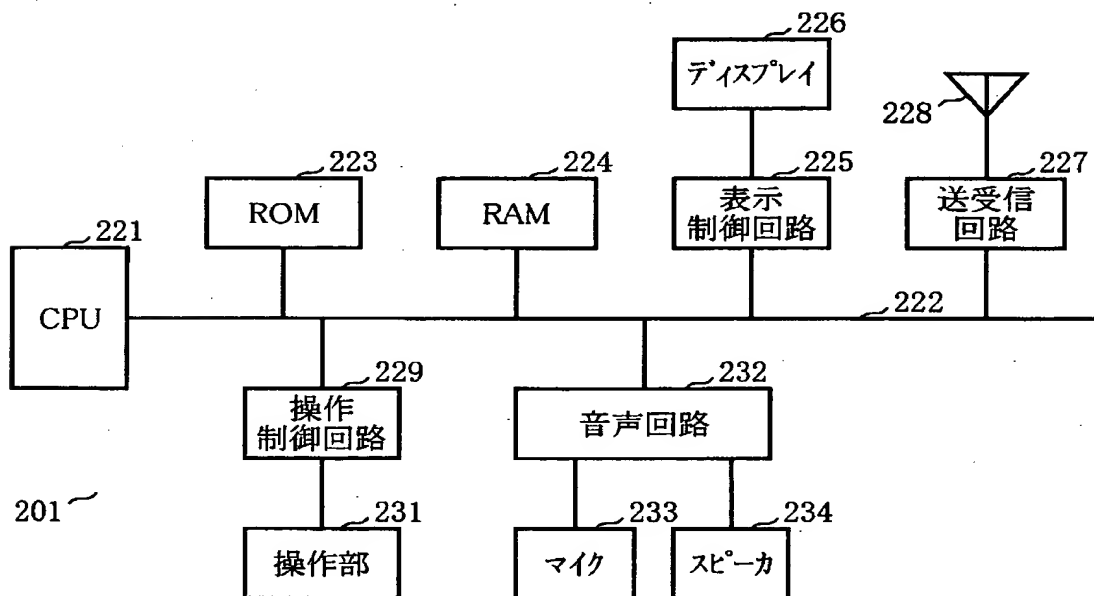 226
ディスプレイ
228
223
ROM
224
RAM
225
表示
制御回路
227
送受信
回路
221
CPU
222
229
操作
制御回路
232
音声回路
201
231
操作部
233
マイク
234
スピーカ